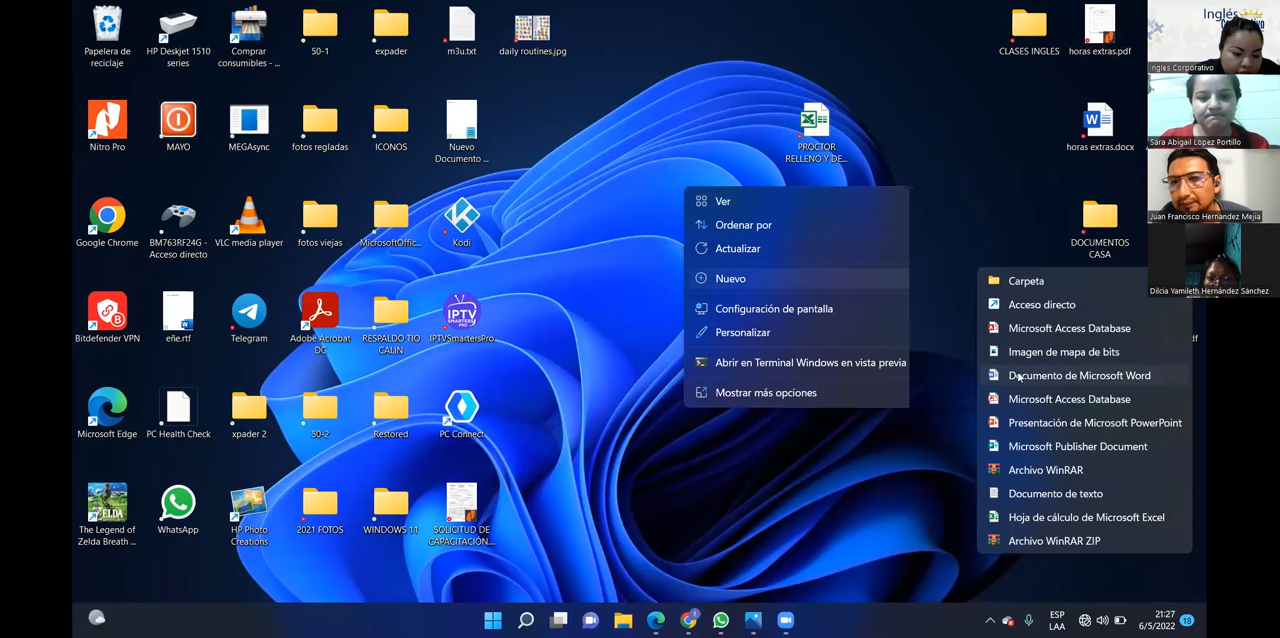 Papelera de
reciclaje
HP Deskjet 1510
series
Comprar
consumibles - ...
50-1
expader
m3u.txt
daily routines.jpg
CLASES INGLES
horas extras.pdf
Inglés
Ingles Corporativo
Nitro Pro
MAYO
MEGAsync
fotos regladas
ICONOS
Nuevo
Documento ...
PROCTOR
RELLENO Y DE...
horas extras.docx
Sara Abigail Lopez Portillo
Google Chrome
BM763RF24G -
Acceso directo
VLC media player
fotos viejas
MicrosoftOffic...
Kodi
DOCUMENTOS
CASA
Juan Francisco Hernandez Mejia
Dilcia Yamileth Hernández Sánchez
Bitdefender VPN
eñe.rtf
Telegram
Adobe Acrobat
DC
RESPALDO TIO
CALIN
IPTV
SMARTERS
PRO
IPTVSmartersPro
Microsoft Edge
PC Health Check
xpader 2
50-2
Restored
PC Connect
The Legend of
Zelda Breath ...
WhatsApp
HP Photo
Creations
2021 FOTOS
WINDOWS 11
SOLICITUD DE
CAPACITACIÓN...
Ver
Ordenar por
Actualizar
Nuevo
Configuración de pantalla
Personalizar
Abrir en Terminal Windows en vista previa
Mostrar más opciones
Carpeta
Acceso directo
Microsoft Access Database
Imagen de mapa de bits
Documento de Microsoft Word
Microsoft Access Database
Presentación de Microsoft PowerPoint
Microsoft Publisher Document
Archivo WinRAR
Documento de texto
Hoja de cálculo de Microsoft Excel
Archivo WinRAR ZIP
ESP
LAA
21:27
6/5/2022
18